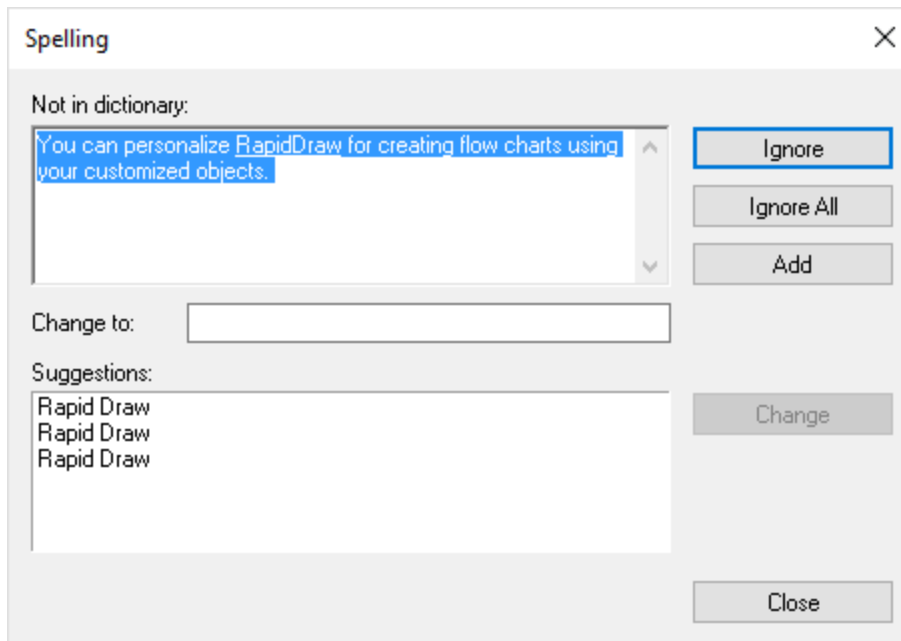 Spelling
Not in dictionary:
You can personalize RapidDraw for creating flow charts using
your customized objects.
Ignore
Ignore All
Add
Change to:
Suggestions:
Rapid Draw
Rapid Draw
Rapid Draw
Change
Close